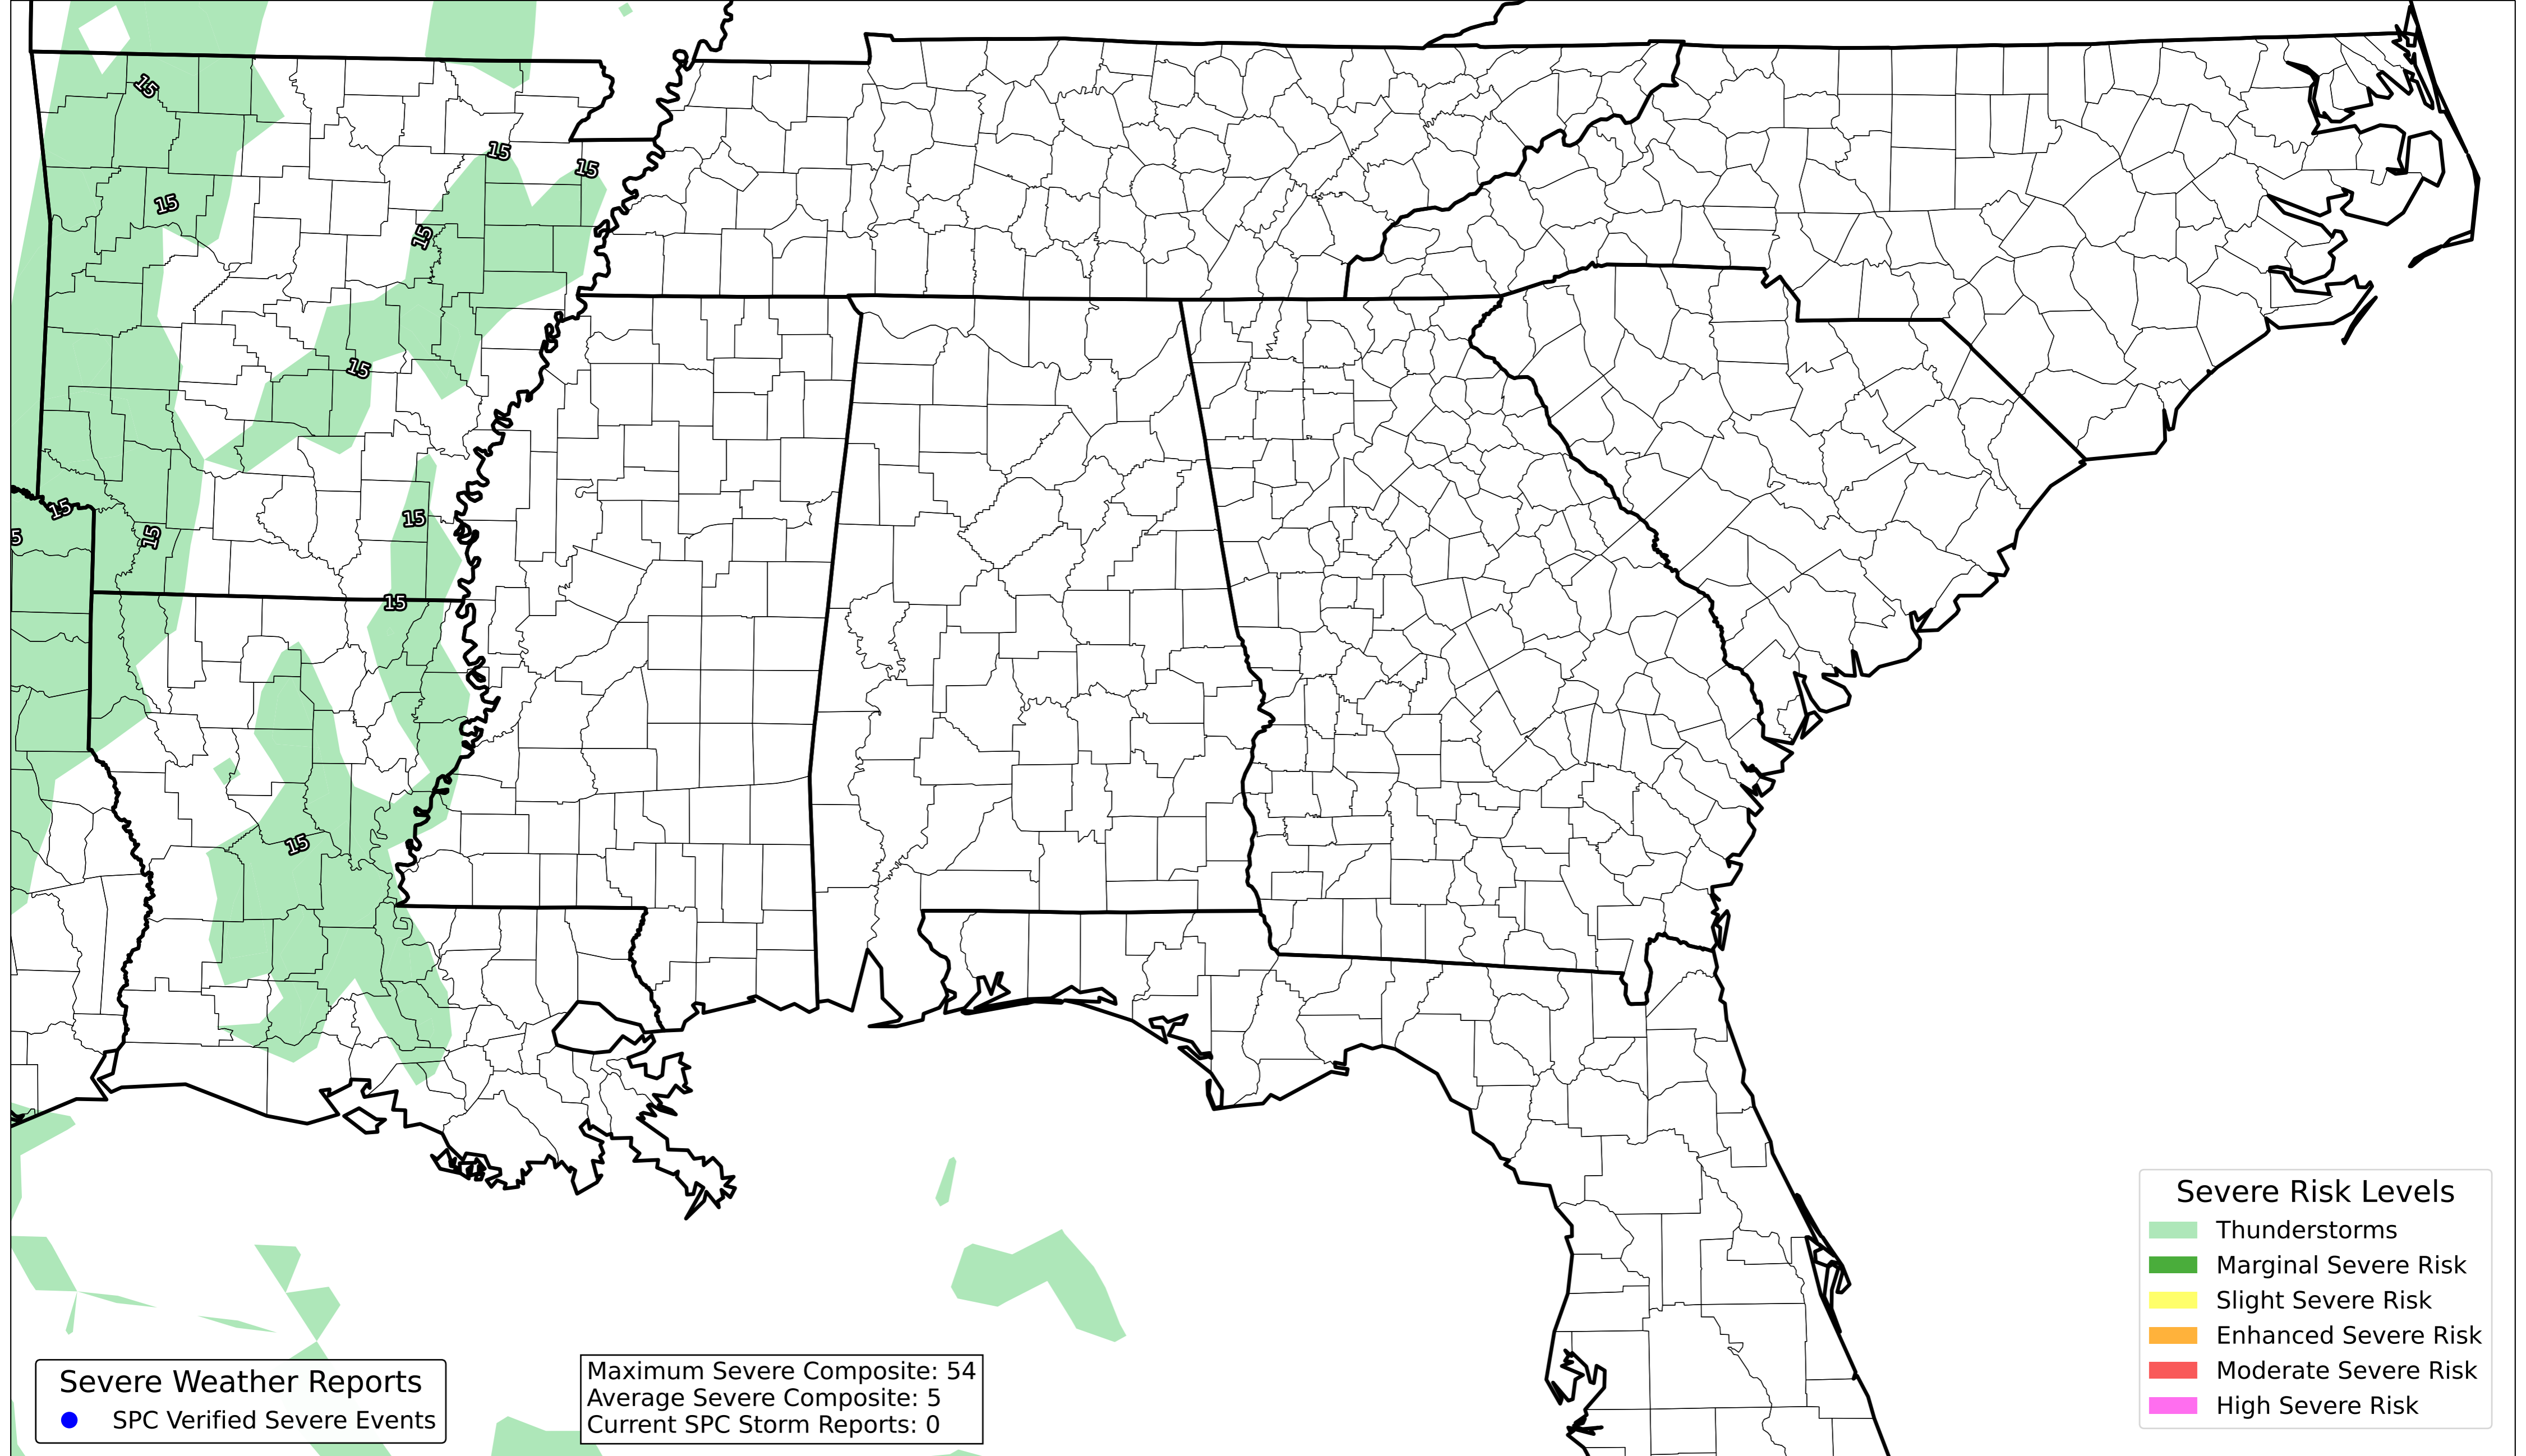 15
15
15
15
15
15
15
5
15
15
15
15
Severe Risk Levels
Thunderstorms
Marginal Severe Risk
Slight Severe Risk
Enhanced Severe Risk
Moderate Severe Risk
High Severe Risk
Severe Weather Reports
SPC Verified Severe Events
Maximum Severe Composite: 54
Average Severe Composite: 5
Current SPC Storm Reports: 0